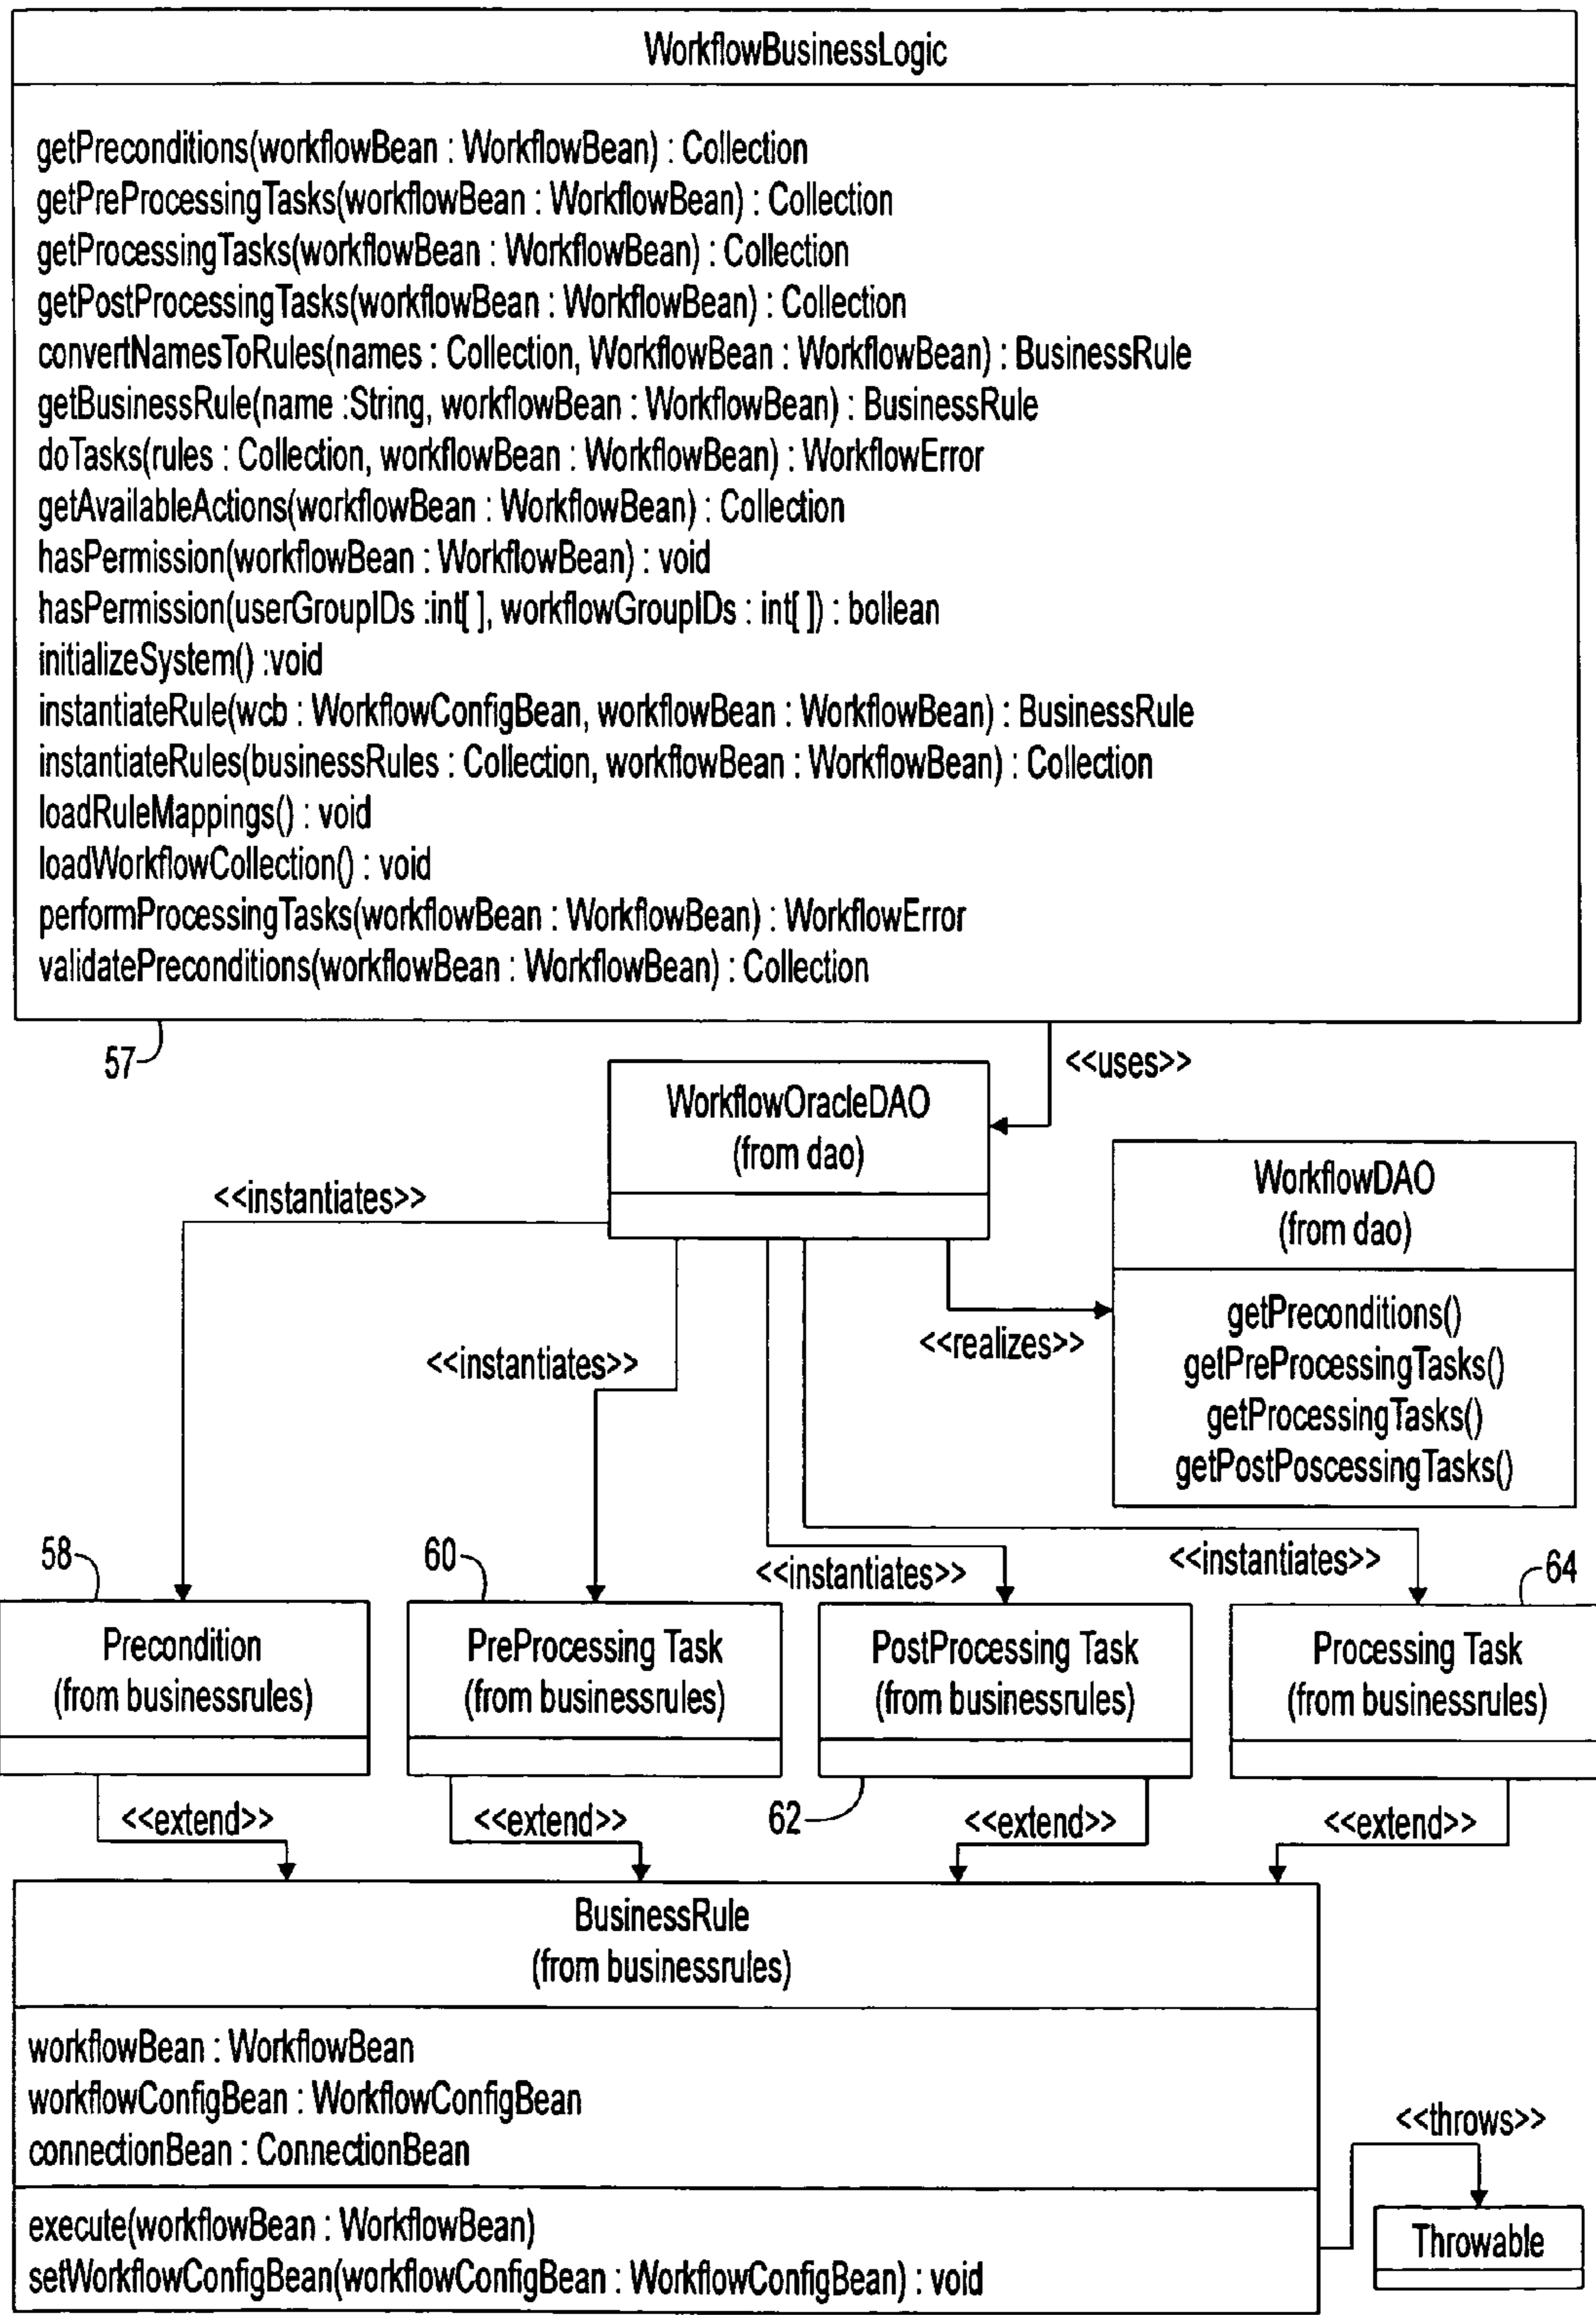 WorkflowBusinessLogic
getPreconditions(workflowBean : WorkflowBean) : Collection
getPreProcessingTasks(workflowBean : WorkflowBean) : Collection
getProcessingTasks(workflowBean : WorkflowBean) : Collection
getPostProcessingTasks(workflowBean : WorkflowBean) : Collection
convertNamesToRules(names : Collection, WorkflowBean : WorkflowBean) : BusinessRule
getBusinessRule(name :String, workflowBean : WorkflowBean) : BusinessRule
doTasks(rules : Collection, workflowBean : WorkflowBean) : WorkflowError
getAvailableActions(workflowBean : WorkflowBean) : Collection
hasPermission(workflowBean : WorkflowBean) : void
hasPermission(userGroupIDs :int[ ], workflowGroupIDs : int[ ]) : bollean
initializeSystem() :void
instantiateRule(wcb : WorkflowConfigBean, workflowBean : WorkflowBean) : BusinessRule
instantiateRules(businessRules : Collection, workflowBean : WorkflowBean) : Collection
loadRuleMappings() : void
loadWorkflowCollection() : void
performProcessingTasks(workflowBean : WorkflowBean) : WorkflowError
validatePreconditions(workflowBean : WorkflowBean) : Collection
57
<<uses>>
WorkflowOracleDAO
(from dao)
<<instantiates>>
WorkflowDAO
(from dao)
getPreconditions()
getPreProcessingTasks()
getProcessingTasks()
getPostPoscessingTasks()
<<realizes>>
<<instantiates>>
58
60
<<instantiates>>
<<instantiates>>
64
Precondition
(from businessrules)
PreProcessing Task
(from businessrules)
PostProcessing Task
(from businessrules)
Processing Task
(from businessrules)
<<extend>>
<<extend>>
62
<<extend>>
<<extend>>
BusinessRule
(from businessrules)
workflowBean : WorkflowBean
workflowConfigBean : WorkflowConfigBean
connectionBean : ConnectionBean
execute(workflowBean : WorkflowBean)
setWorkflowConfigBean(workflowConfigBean : WorkflowConfigBean) : void
<<throws>>
Throwable